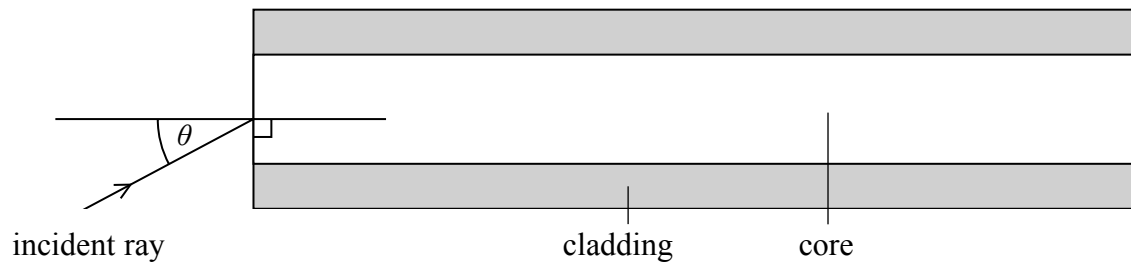 θ
incident ray
cladding
core